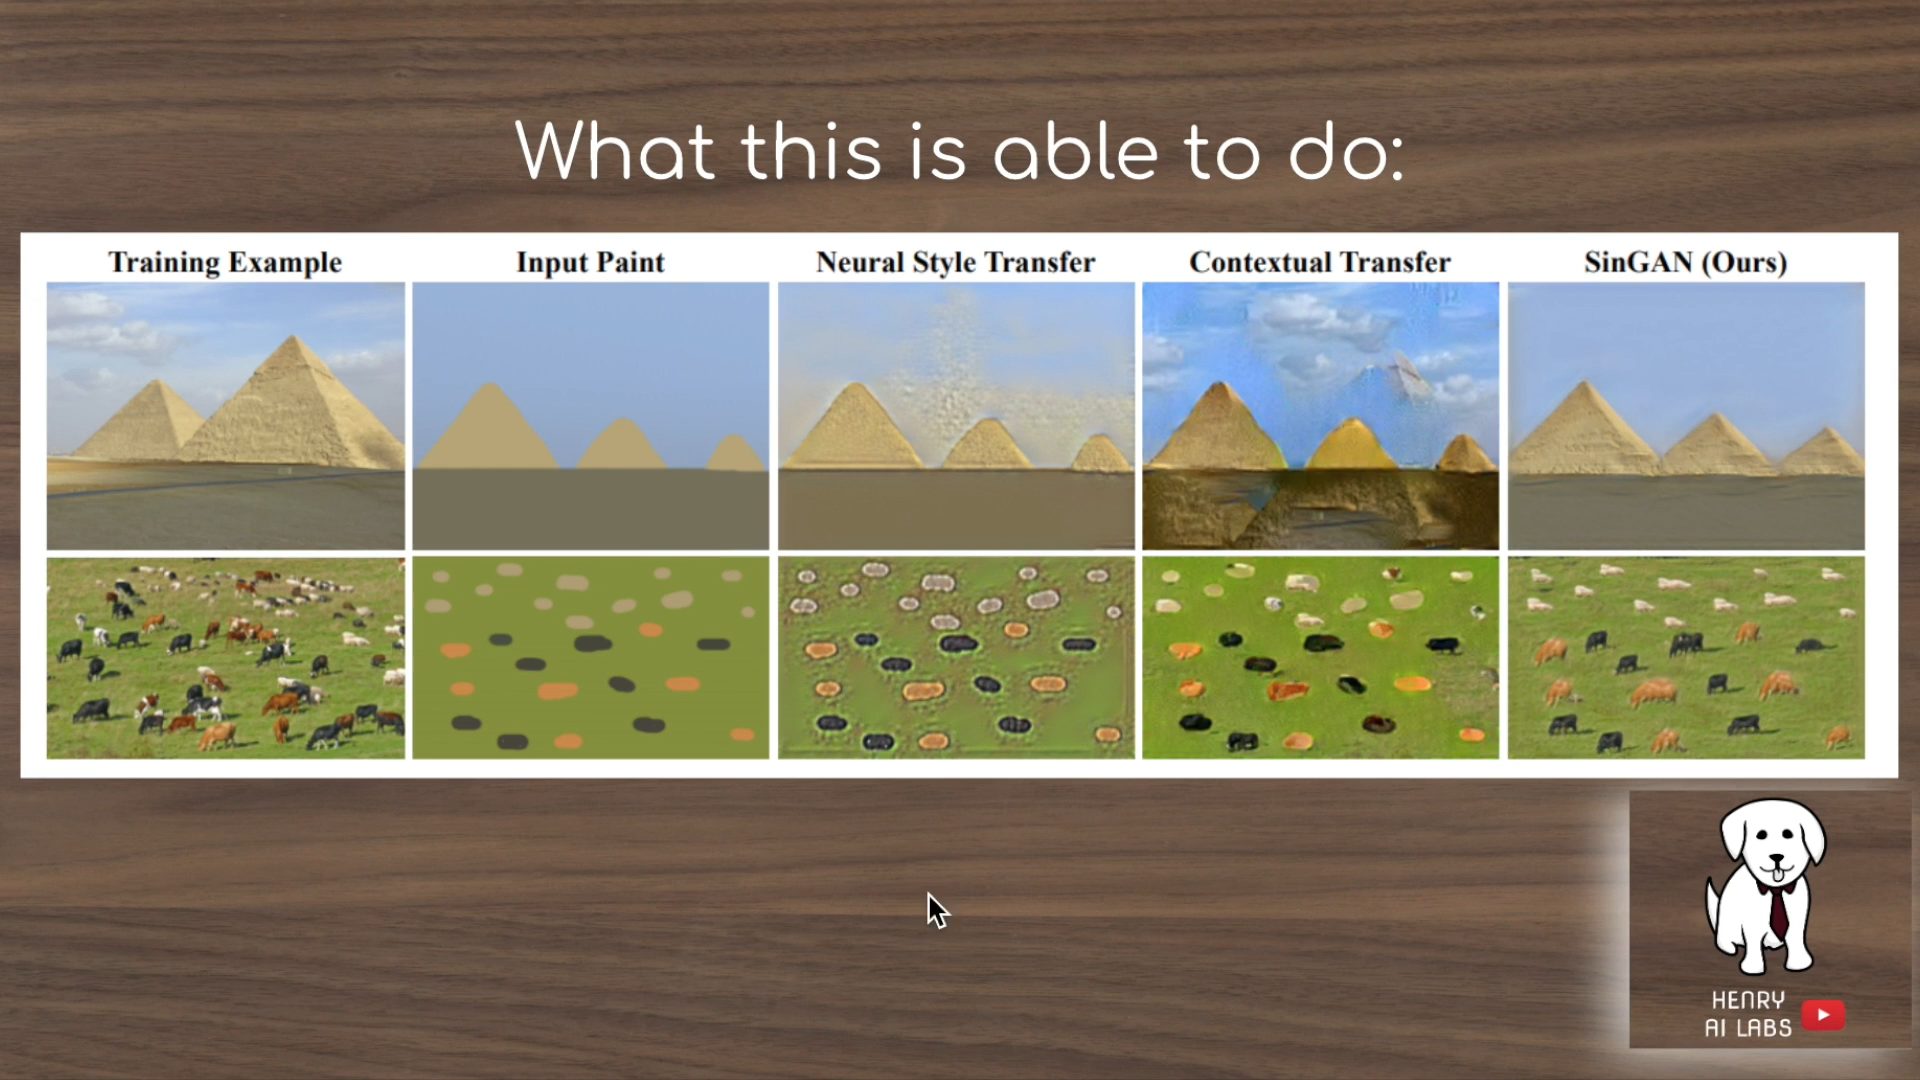 What this is able to do:
Training Example
Input Paint
Neural Style Transfer
Contextual Transfer
SinGAN (Ours)
HENRY
AI LABS